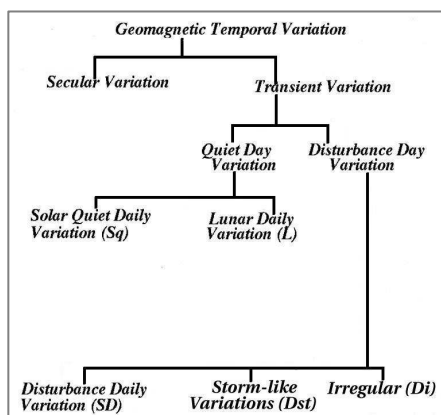 Geomagnetic Temporal Variation
Secular Variation
Transient Variation
Quiet Day
Variation
Disturbance Day
Variation
Solar Quiet Daily
Variation (Sq)
Lunar Daily
Variation (L)
Disturbance Daily
Variation (SD)
Storm-like
Variations (Dst)
Irregular (Di)